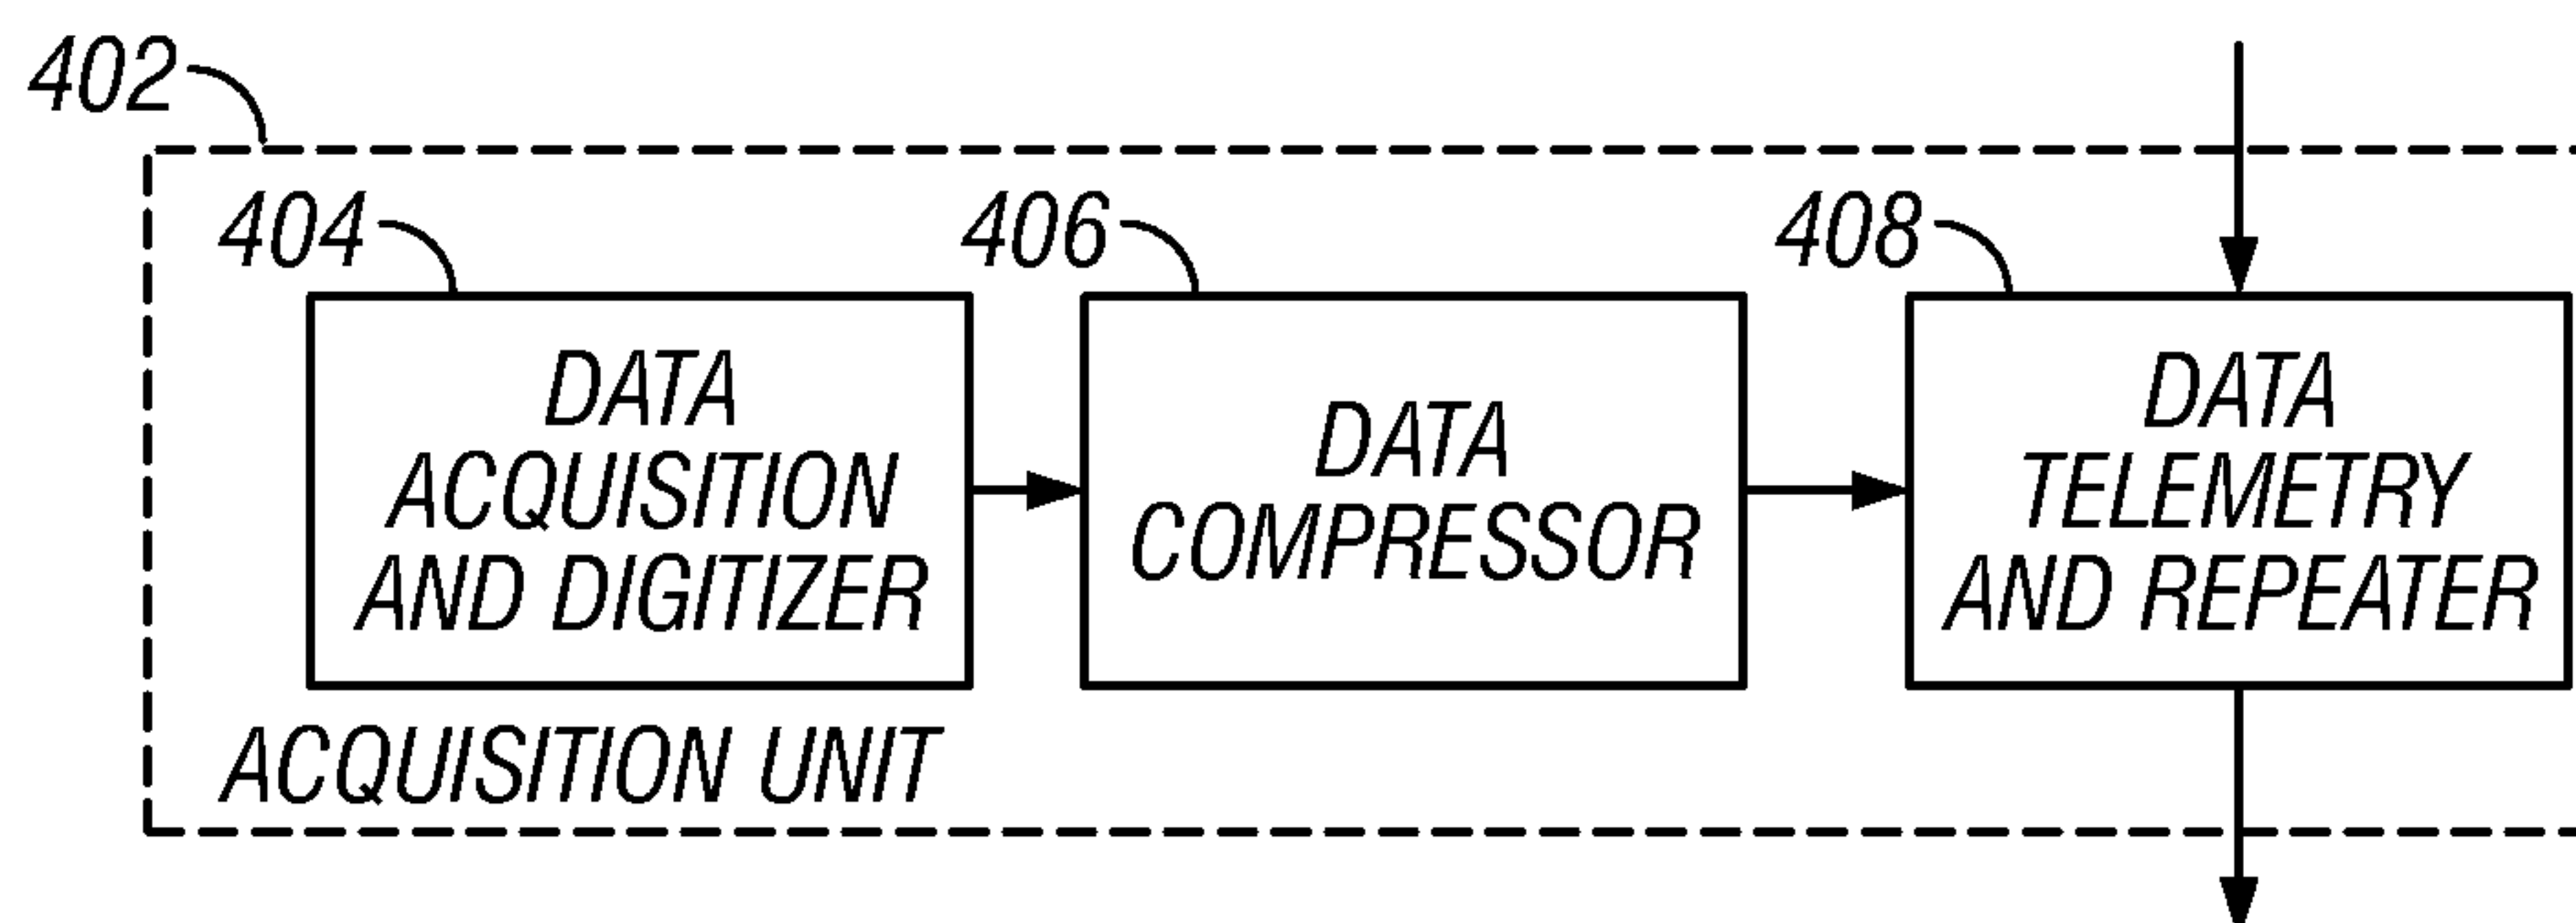 402
404
406
408
DATA
ACQUISITION
AND DIGITIZER
DATA
COMPRESSOR
DATA
TELEMETRY
AND REPEATER
ACQUISITION UNIT